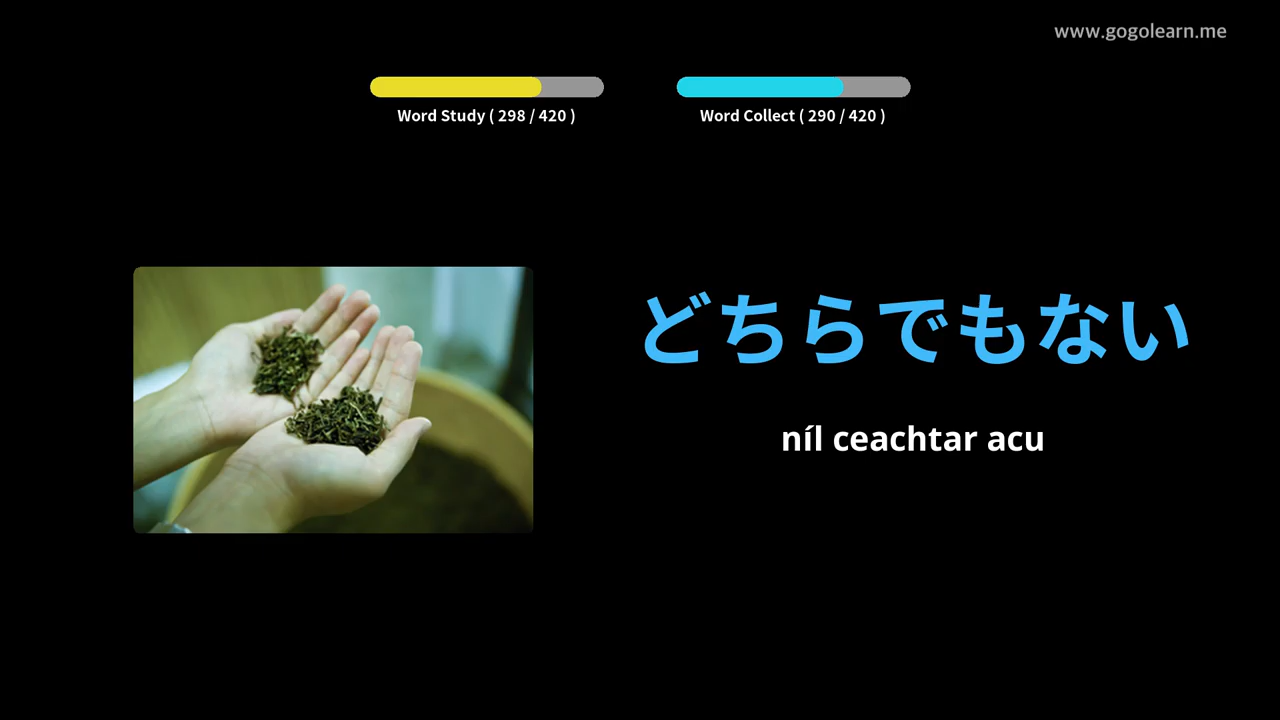 www.gogolearn.me
Word Study ( 298 / 420 )
Word Collect ( 290 / 420 )
どちらでもない
níl ceachtar acu